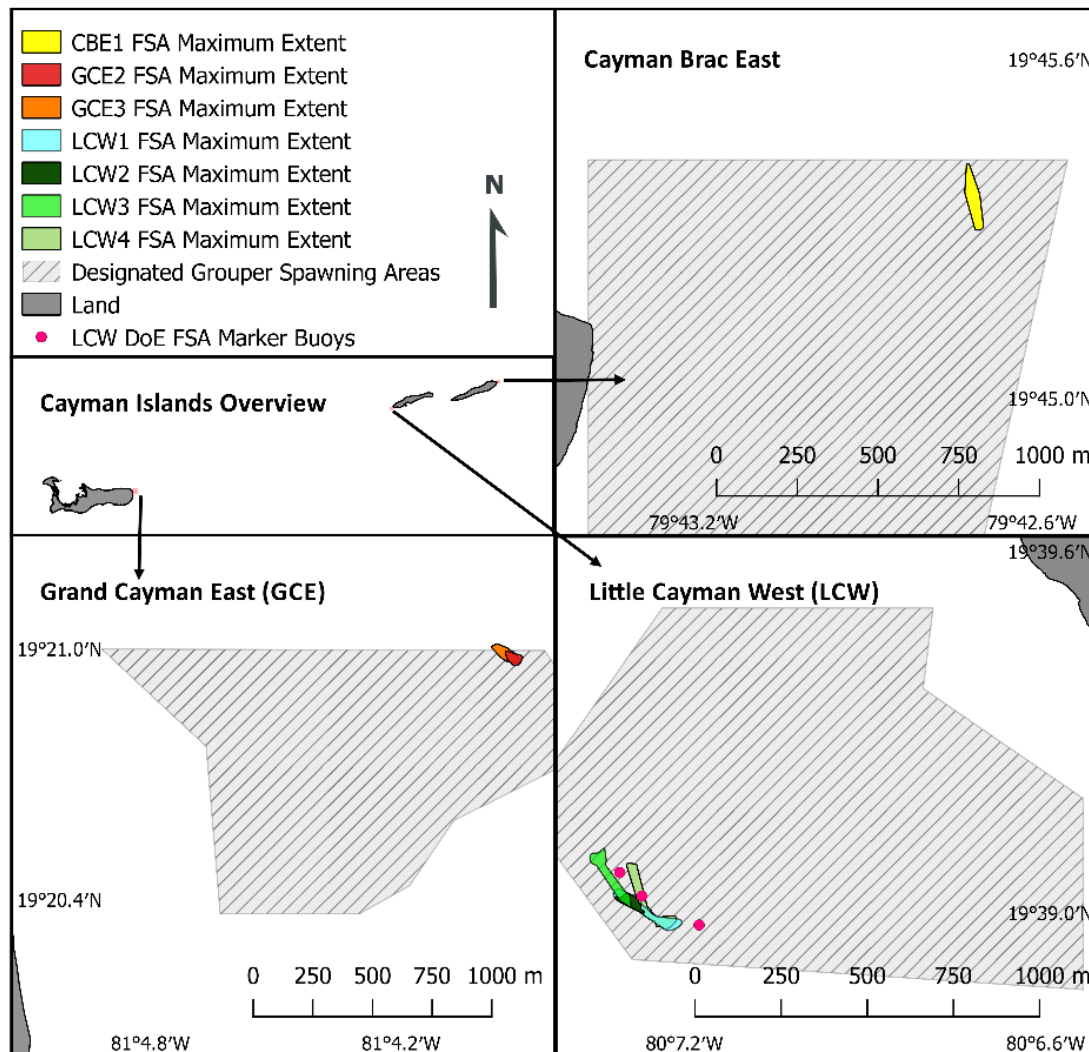 CBE1 FSA Maximum Extent
GCE2 FSA Maximum Extent
GCE3 FSA Maximum Extent
LCW1 FSA Maximum Extent
LCW2 FSA Maximum Extent
LCW3 FSA Maximum Extent
LCW4 FSA Maximum Extent
Designated Grouper Spawning Areas
Land
LCW DoE FSA Marker Buoys
N
Cayman Brac East
19°45.6'N
19°45.0'N
0 250 500 750 1000 m
79°43.2'W 79°42.6'W
Cayman Islands Overview
Grand Cayman East (GCE)
19°21.0'N
19°20.4'N
0 250 500 750 1000 m
81°4.8'W 81°4.2'W
Little Cayman West (LCW)
19°39.6'N
19°39.0'N
0 250 500 750 1000 m
80°7.2'W 80°6.6'W